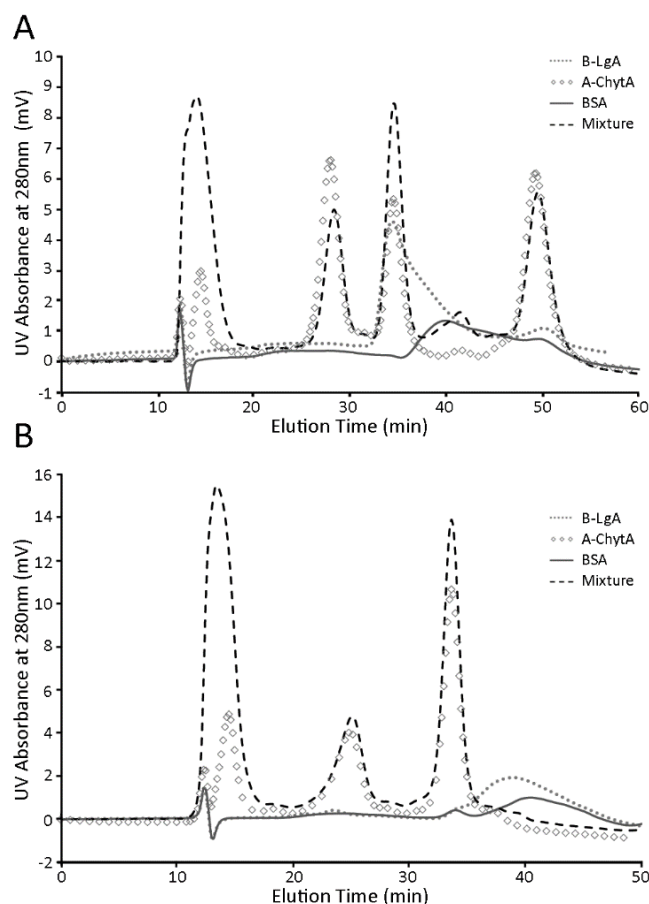 A
UV Absorbance at 280nm (mV)
10
9
8
7
6
5
4
3
2
1
0
-1
0 10 20 30 40 50 60
Elution Time (min)
B-LgA
A-ChytA
BSA
Mixture
B
UV Absorbance at 280nm (mV)
16
14
12
10
8
6
4
2
0
-2
0 10 20 30 40 50
Elution Time (min)
B-LgA
A-ChytA
BSA
Mixture